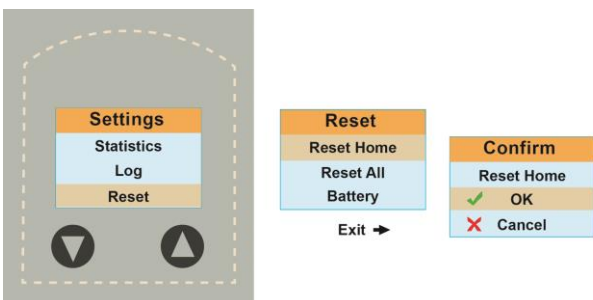 Settings
Statistics
Log
Reset
Reset
Reset Home
Reset All
Battery
Exit
Confirm
Reset Home
OK
Cancel